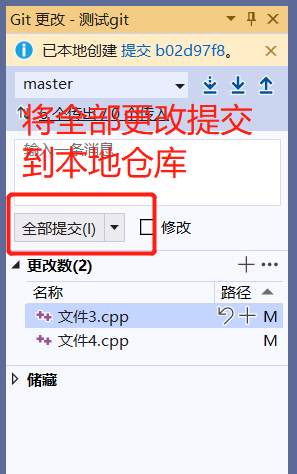 Git 更改 - 测试git
已本地创建 提交 b02d97f8。
master
将全部更改提交
到本地仓库
输入一条消息
全部提交(I)
修改
更改数(2)
名称 路径
文件3.cpp M
文件4.cpp M
储藏